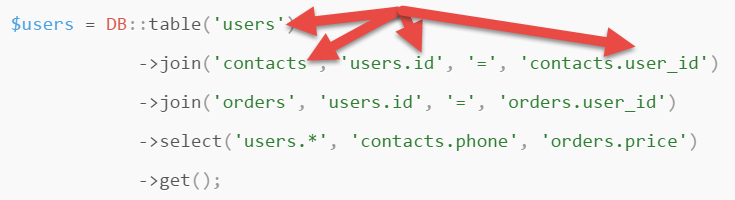 $users = DB::table('users')
->join('contacts', 'users.id', '=', 'contacts.user_id')
->join('orders', 'users.id', '=', 'orders.user_id')
->select('users.*', 'contacts.phone', 'orders.price')
->get();